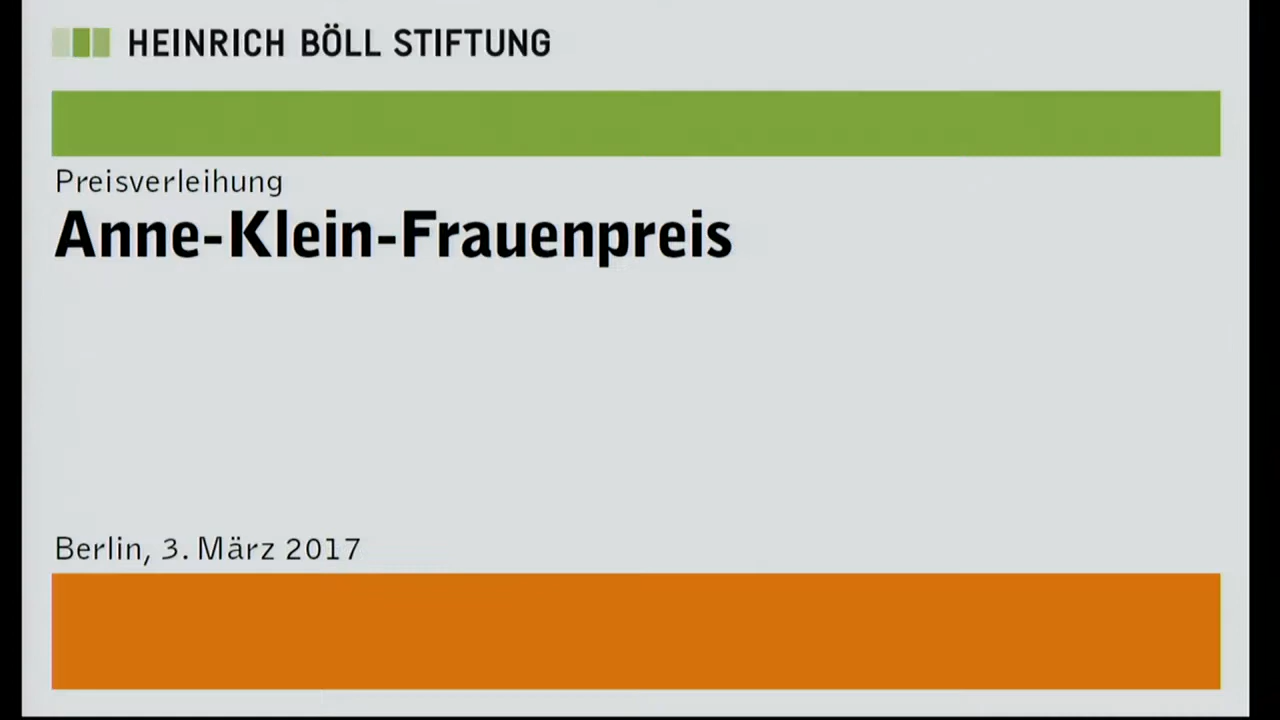 HEINRICH BÖLL STIFTUNG
Preisverleihung
Anne-Klein-Frauenpreis
Berlin, 3. März 2017